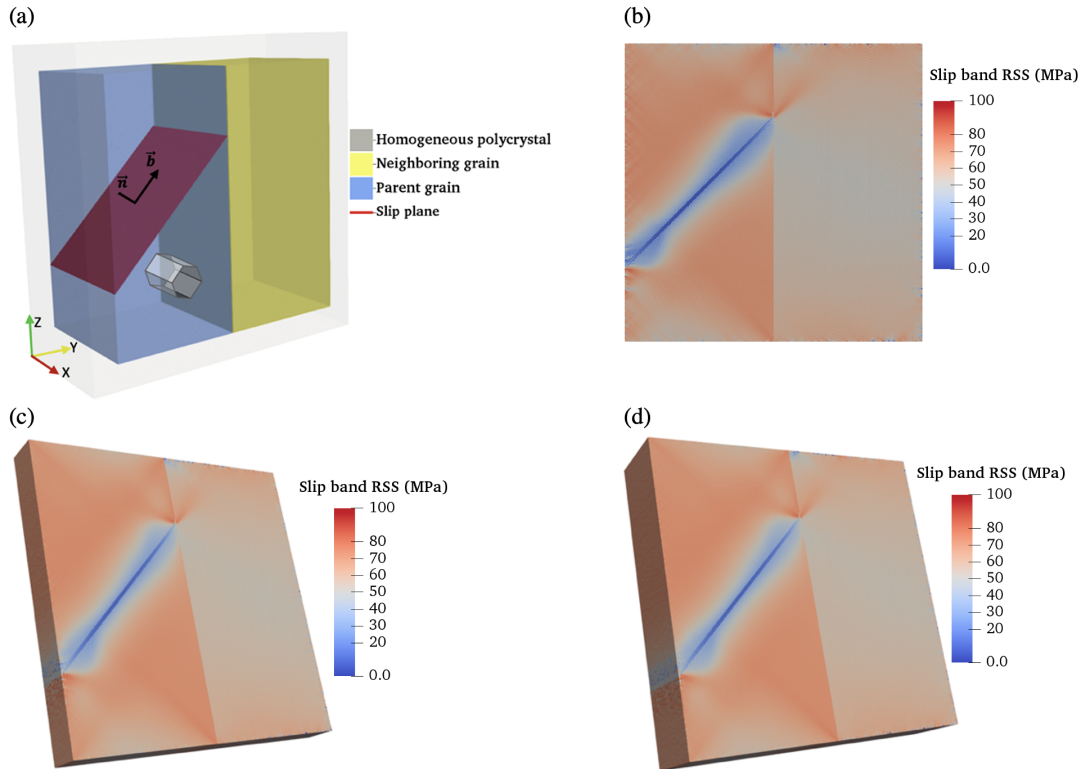 (a)
n
b
Homogeneous polycrystal
Neighboring grain
Parent grain
Slip plane
Z
Y
X
(b)
Slip band RSS (MPa)
100
80
70
60
50
40
30
20
0.0
(c)
Slip band RSS (MPa)
100
80
70
60
50
40
30
20
0.0
(d)
Slip band RSS (MPa)
100
80
70
60
50
40
30
20
0.0